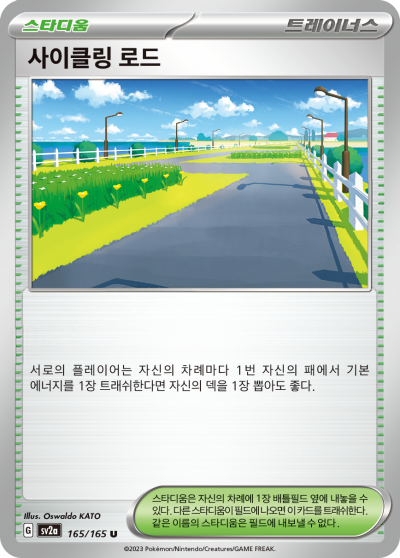 스타디움
트레이너스
사이클링 로드
서로의 플레이어는 자신의 차례마다 1번 자신의 패에서 기본
에너지를 1장 트래쉬한다면 자신의 덱을 1장 뽑아도 좋다.
Illus. Oswaldo KATO
스타디움은 자신의 차례에 1장 배틀필드 옆에 내놓을 수
있다. 다른 스타디움이 필드에 나오면 이 카드를 트래쉬한다.
같은 이름의 스타디움은 필드에 내보낼 수 없다.
G sv2a 165/165 U
©2023 Pokémon/Nintendo/Creatures/GAME FREAK.